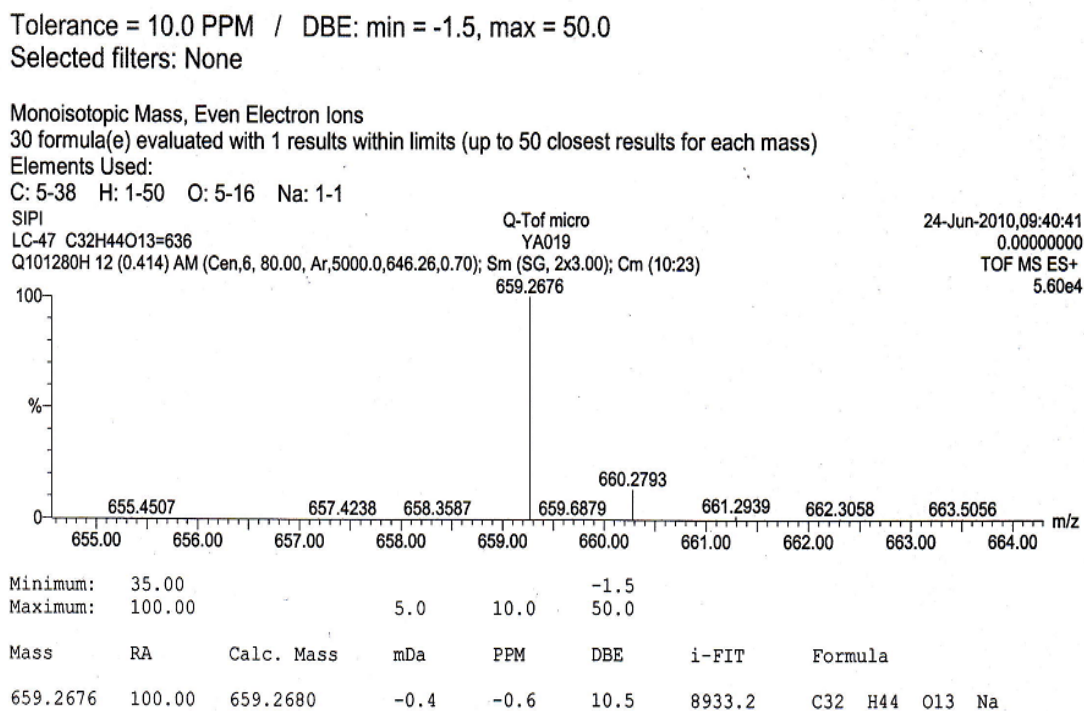 Tolerance = 10.0 PPM / DBE: min = -1.5, max = 50.0
Selected filters: None
Monoisotopic Mass, Even Electron Ions
30 formula(e) evaluated with 1 results within limits (up to 50 closest results for each mass)
Elements Used:
C: 5-38 H: 1-50 O: 5-16 Na: 1-1
SIPI Q-Tof micro 24-Jun-2010,09:40:41
LC-47 C32H44O13=636 YA019 0.00000000
Q101280H 12 (0.414) AM (Cen,6, 80.00, Ar,5000.0,646.26,0.70); Sm (SG, 2x3.00); Cm (10:23) TOF MS ES+
659.2676 5.60e4
100
%
660.2793
655.4507 657.4238 658.3587 659.6879 661.2939 662.3058 663.5056
0 m/z
655.00 656.00 657.00 658.00 659.00 660.00 661.00 662.00 663.00 664.00
Minimum: 35.00 -1.5
Maximum: 100.00 5.0 10.0 50.0
Mass RA Calc. Mass mDa PPM DBE i-FIT Formula
659.2676 100.00 659.2680 -0.4 -0.6 10.5 8933.2 C32 H44 O13 Na